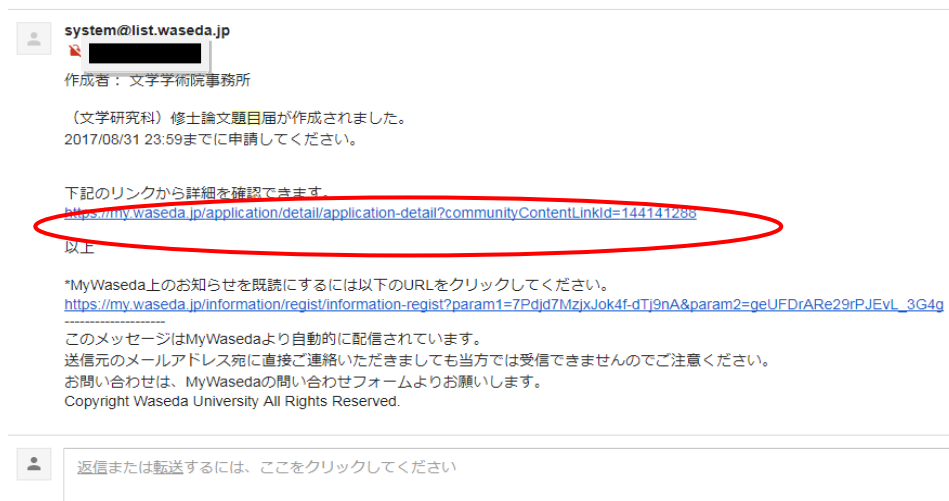 system@list.waseda.jp
作成者： 文学学術院事務所
（文学研究科）修士論文題目届が作成されました。
2017/08/31 23:59までに申請してください。
下記のリンクから詳細を確認できます。
https://my.waseda.jp/application/detail/application-detail?communityContentLinkId=144141288
以上
*MyWaseda上のお知らせを既読にするには以下のURLをクリックしてください。
https://my.waseda.jp/information/regist/information-regist?param1=7Pdjd7MzjxJok4f-dTj9nA&param2=geUFDrARe29rPJEvL_3G4g
--------------------
このメッセージはMyWasedaより自動的に配信されています。
送信元のメールアドレス宛に直接ご連絡いただきましても当方では受信できませんのでご注意ください。
お問い合わせは、MyWasedaの問い合わせフォームよりお願いします。
Copyright Waseda University All Rights Reserved.
返信または転送するには、ここをクリックしてください